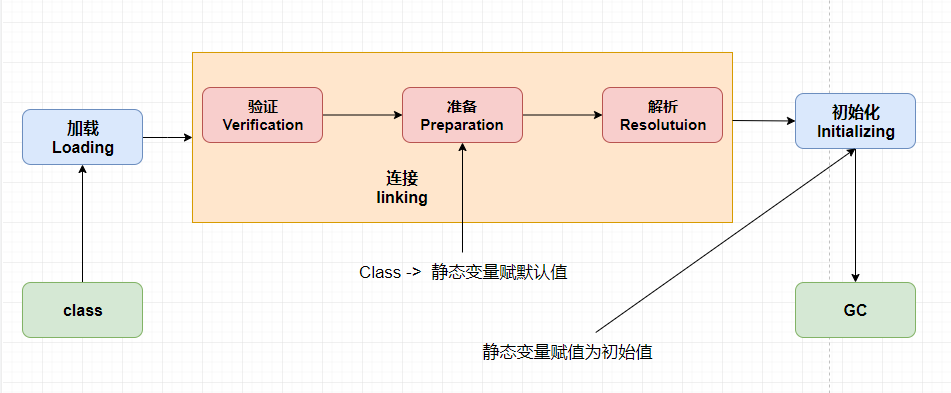 加载
Loading
验证
Verification
准备
Preparation
解析
Resolutuion
初始化
Initializing
连接
linking
Class -> 静态变量赋默认值
class
GC
静态变量赋值为初始值